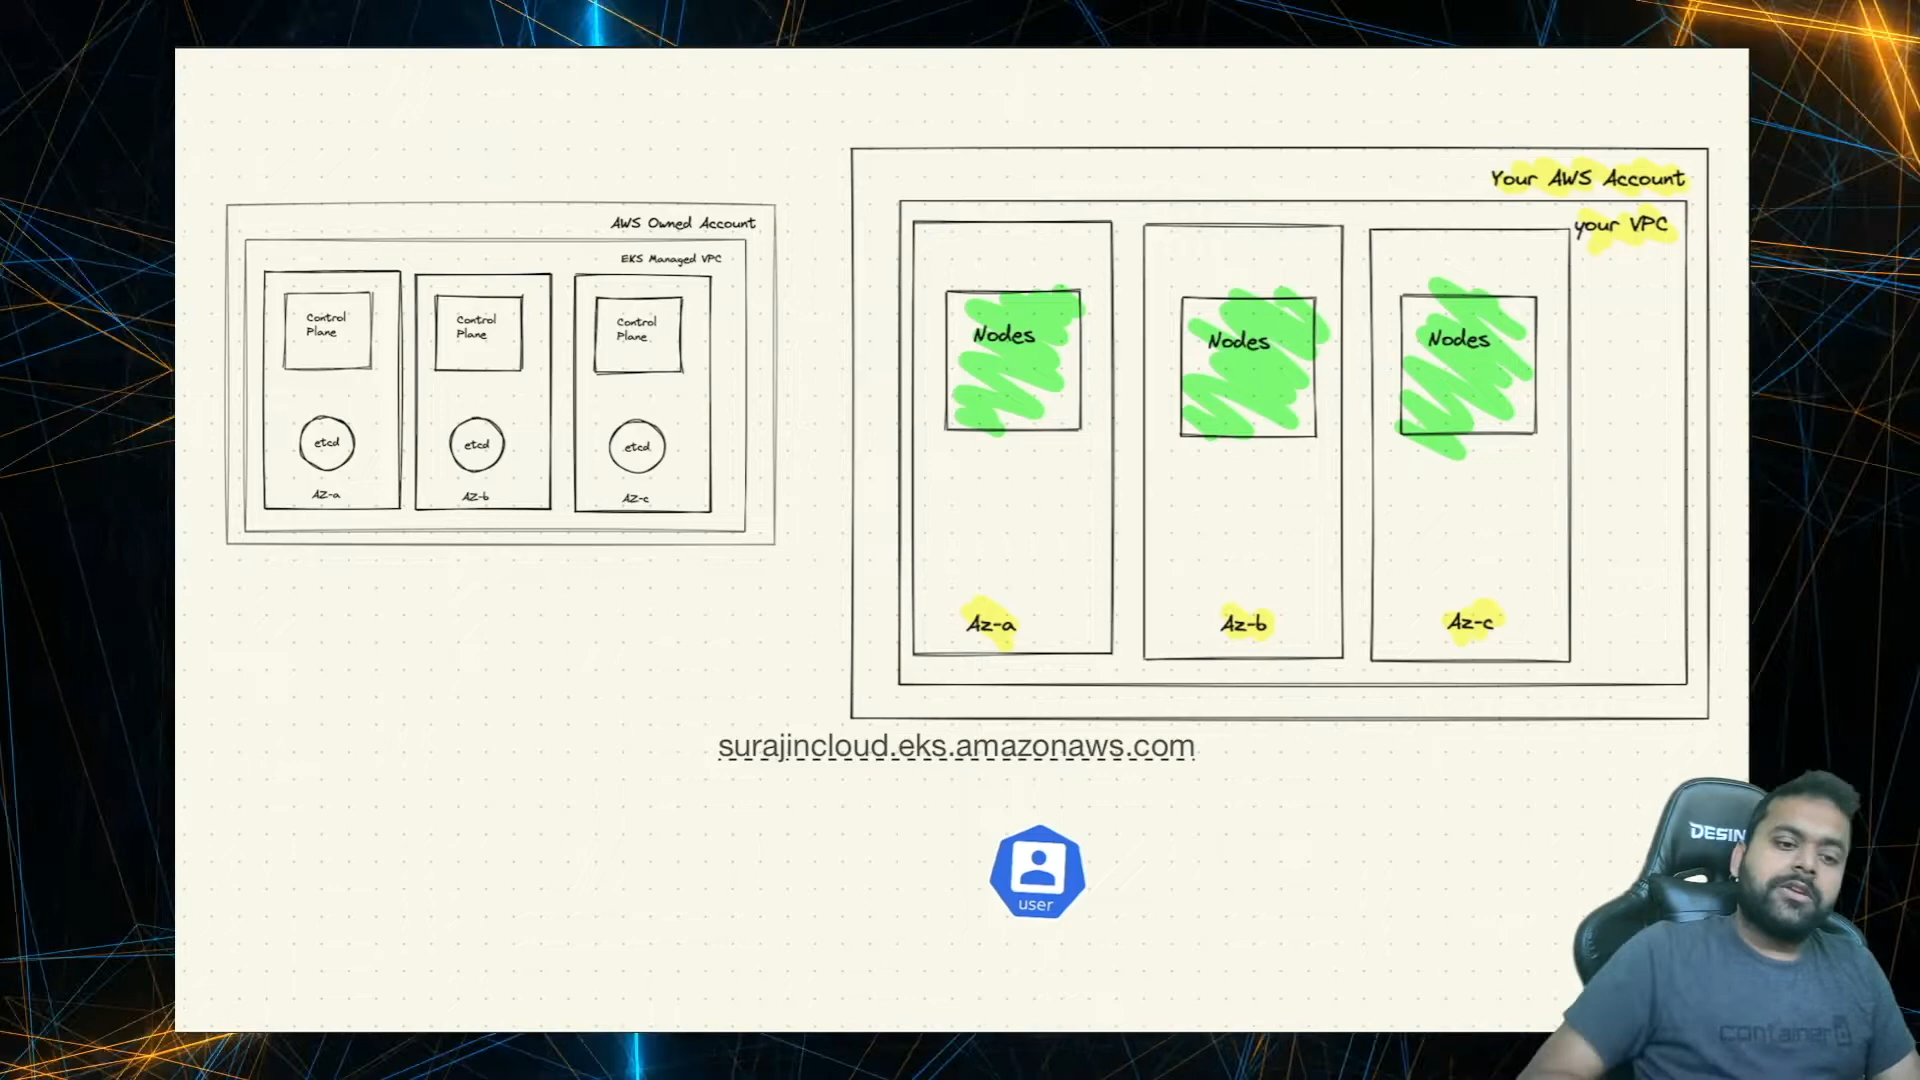 AWS Owned Account
EKS Managed VPC
Control
Plane
Control
Plane
Control
Plane
etcd
etcd
etcd
AZ-a
AZ-b
AZ-c
Your AWS Account
your VPC
Nodes
Nodes
Nodes
Az-a
Az-b
Az-c
surajincloud.eks.amazonaws.com
user
DESIN
container